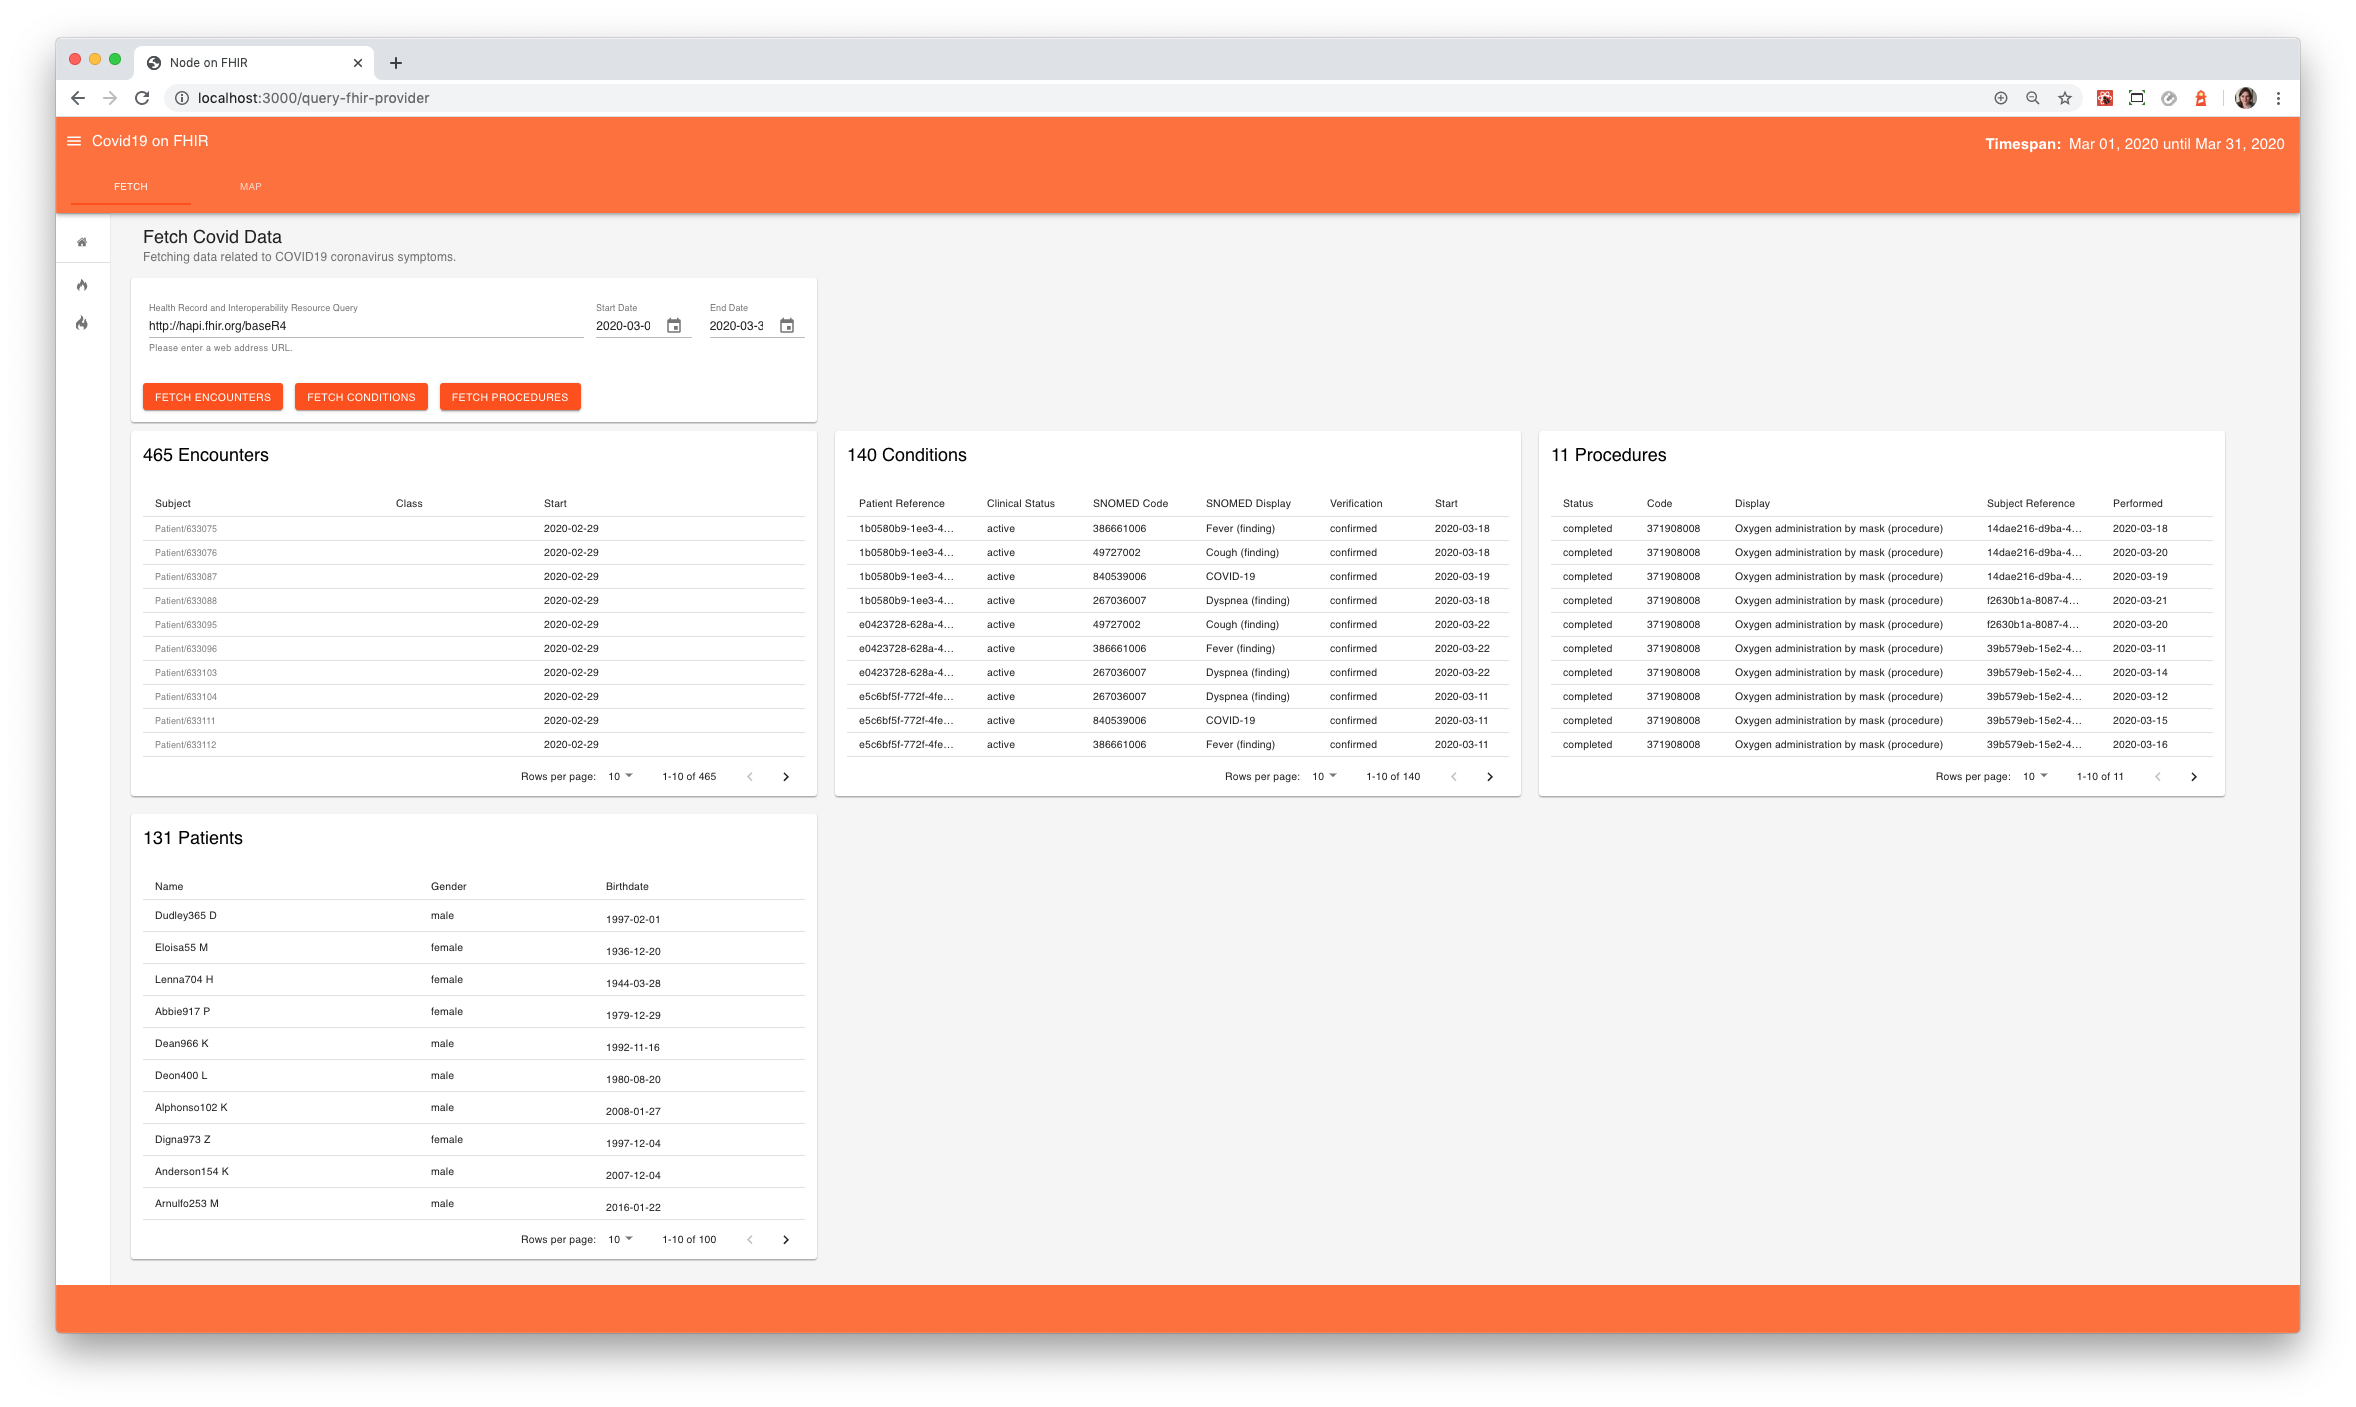 Node on FHIR
localhost:3000/query-fhir-provider
Covid19 on FHIR
Timespan: Mar 01, 2020 until Mar 31, 2020
FETCH MAP
Fetch Covid Data
Fetching data related to COVID19 coronavirus symptoms.
Health Record and Interoperability Resource Query Start Date End Date
http://hapi.fhir.org/baseR4 2020-03-0 2020-03-3
Please enter a web address URL.
FETCH ENCOUNTERS FETCH CONDITIONS FETCH PROCEDURES
465 Encounters
Subject Class Start
Patient/633075 2020-02-29
Patient/633076 2020-02-29
Patient/633087 2020-02-29
Patient/633088 2020-02-29
Patient/633095 2020-02-29
Patient/633096 2020-02-29
Patient/633103 2020-02-29
Patient/633104 2020-02-29
Patient/633111 2020-02-29
Patient/633112 2020-02-29
Rows per page: 10 1-10 of 465
140 Conditions
Patient Reference Clinical Status SNOMED Code SNOMED Display Verification Start
1b0580b9-1ee3-4... active 386661006 Fever (finding) confirmed 2020-03-18
1b0580b9-1ee3-4... active 49727002 Cough (finding) confirmed 2020-03-18
1b0580b9-1ee3-4... active 840539006 COVID-19 confirmed 2020-03-19
1b0580b9-1ee3-4... active 267036007 Dyspnea (finding) confirmed 2020-03-18
e0423728-628a-4... active 49727002 Cough (finding) confirmed 2020-03-22
e0423728-628a-4... active 386661006 Fever (finding) confirmed 2020-03-22
e0423728-628a-4... active 267036007 Dyspnea (finding) confirmed 2020-03-22
e5c6bf5f-772f-4fe... active 267036007 Dyspnea (finding) confirmed 2020-03-11
e5c6bf5f-772f-4fe... active 840539006 COVID-19 confirmed 2020-03-11
e5c6bf5f-772f-4fe... active 386661006 Fever (finding) confirmed 2020-03-11
Rows per page: 10 1-10 of 140
11 Procedures
Status Code Display Subject Reference Performed
completed 371908008 Oxygen administration by mask (procedure) 14dae216-d9ba-4... 2020-03-18
completed 371908008 Oxygen administration by mask (procedure) 14dae216-d9ba-4... 2020-03-20
completed 371908008 Oxygen administration by mask (procedure) 14dae216-d9ba-4... 2020-03-19
completed 371908008 Oxygen administration by mask (procedure) f2630b1a-8087-4... 2020-03-21
completed 371908008 Oxygen administration by mask (procedure) f2630b1a-8087-4... 2020-03-20
completed 371908008 Oxygen administration by mask (procedure) 39b579eb-15e2-4... 2020-03-11
completed 371908008 Oxygen administration by mask (procedure) 39b579eb-15e2-4... 2020-03-14
completed 371908008 Oxygen administration by mask (procedure) 39b579eb-15e2-4... 2020-03-12
completed 371908008 Oxygen administration by mask (procedure) 39b579eb-15e2-4... 2020-03-15
completed 371908008 Oxygen administration by mask (procedure) 39b579eb-15e2-4... 2020-03-16
Rows per page: 10 1-10 of 11
131 Patients
Name Gender Birthdate
Dudley365 D male 1997-02-01
Eloisa55 M female 1936-12-20
Lenna704 H female 1944-03-28
Abbie917 P female 1979-12-29
Dean966 K male 1992-11-16
Deon400 L male 1980-08-20
Alphonso102 K male 2008-01-27
Digna973 Z female 1997-12-04
Anderson154 K male 2007-12-04
Arnulfo253 M male 2016-01-22
Rows per page: 10 1-10 of 100